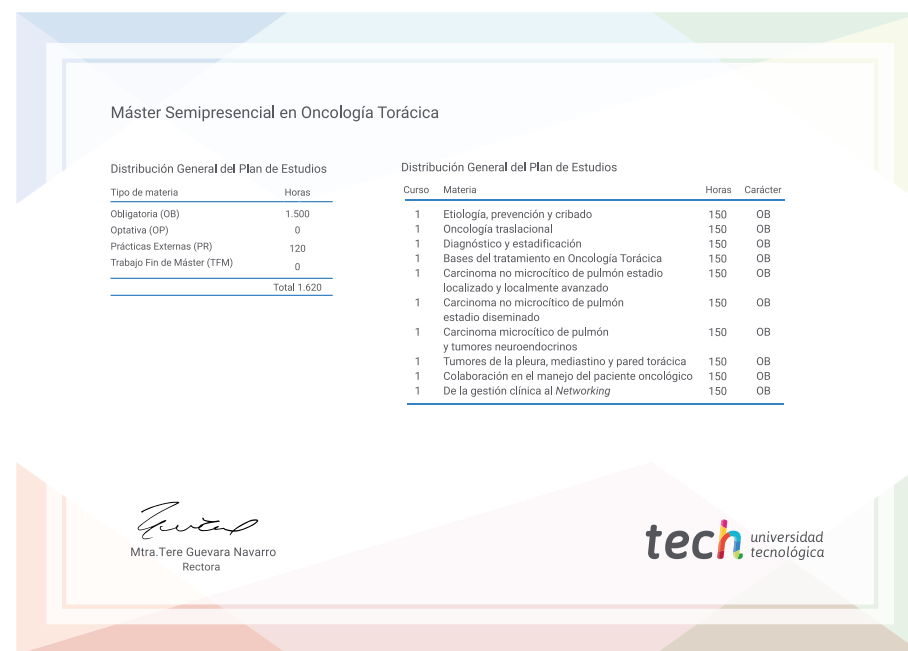 Máster Semipresencial en Oncología Torácica
Distribución General del Plan de Estudios
Tipo de materia Horas
Obligatoria (OB) 1.500
Optativa (OP) 0
Prácticas Externas (PR) 120
Trabajo Fin de Máster (TFM) 0
Total 1.620
Distribución General del Plan de Estudios
Curso Materia Horas Carácter
1 Etiología, prevención y cribado 150 OB
1 Oncología traslacional 150 OB
1 Diagnóstico y estadificación 150 OB
1 Bases del tratamiento en Oncología Torácica 150 OB
1 Carcinoma no microcítico de pulmón estadio 150 OB
localizado y localmente avanzado
1 Carcinoma no microcítico de pulmón 150 OB
estadio diseminado
1 Carcinoma microcítico de pulmón 150 OB
y tumores neuroendocrinos
1 Tumores de la pleura, mediastino y pared torácica 150 OB
1 Colaboración en el manejo del paciente oncológico 150 OB
1 De la gestión clínica al Networking 150 OB
Mtra.Tere Guevara Navarro
Rectora
tech universidad
tecnológica